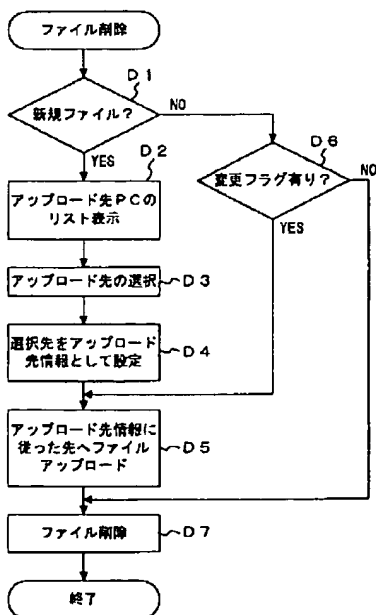 ファイル削除
D1
新規ファイル?
NO
YES
D2
D6
変更フラグ有り?
NO
YES
アップロード先PCの
リスト表示
アップロード先の選択
D3
選択先をアップロード
先情報として設定
D4
アップロード先情報に
従った先へファイル
アップロード
D5
ファイル削除
D7
終了